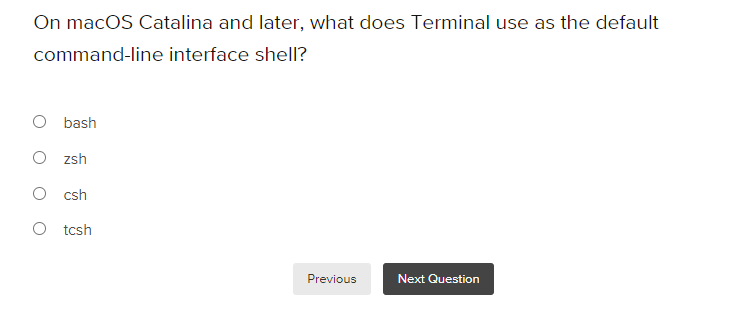 On macOS Catalina and later, what does Terminal use as the default
command-line interface shell?
bash
zsh
csh
tcsh
Previous
Next Question